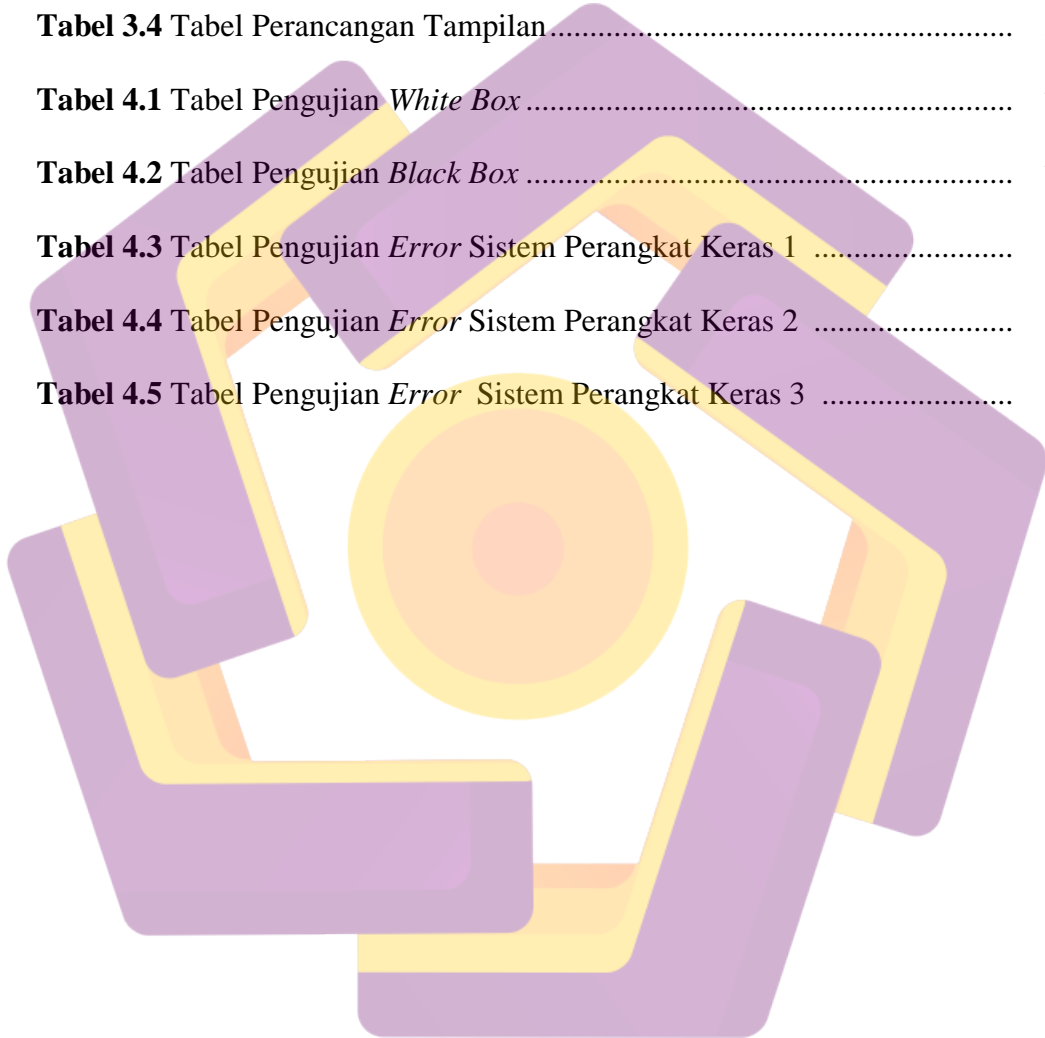 Tabel 3.4 Tabel Perancangan Tampilan..........................................................
Tabel 4.1 Tabel Pengujian White Box.............................................................
Tabel 4.2 Tabel Pengujian Black Box.............................................................
Tabel 4.3 Tabel Pengujian Error Sistem Perangkat Keras 1 .........................
Tabel 4.4 Tabel Pengujian Error Sistem Perangkat Keras 2 .........................
Tabel 4.5 Tabel Pengujian Error  Sistem Perangkat Keras 3 ........................